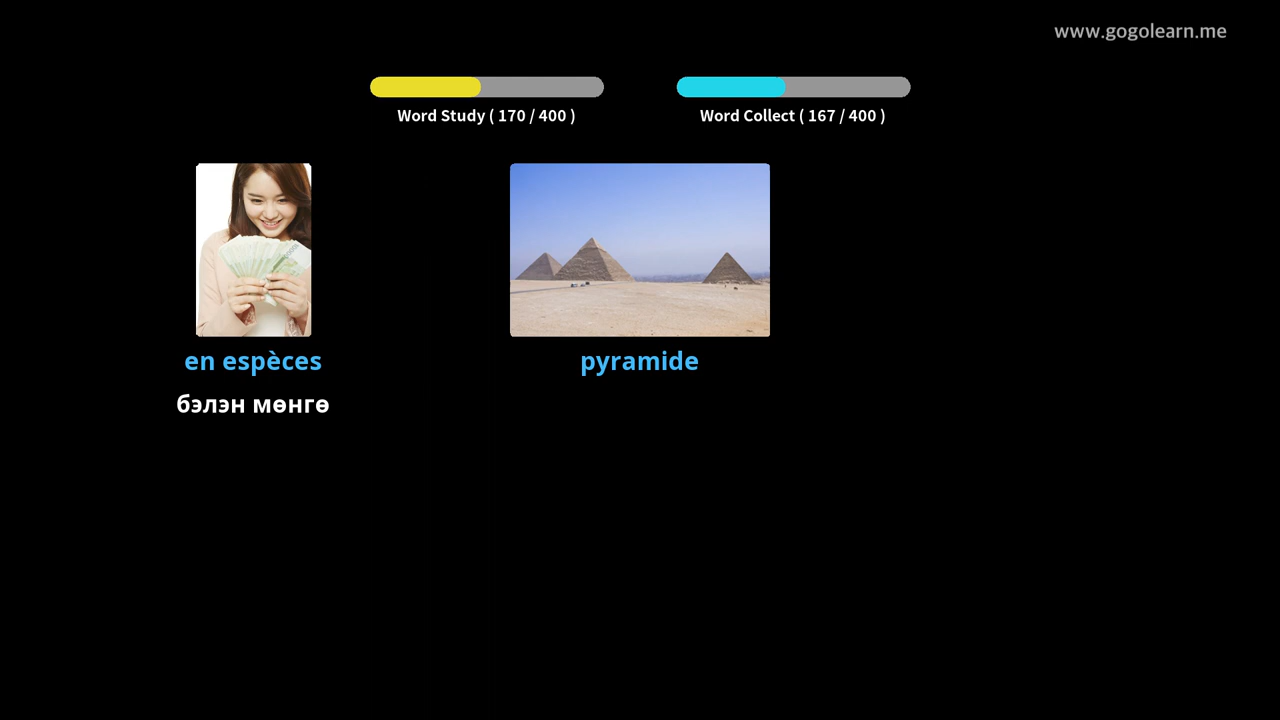 www.gogolearn.me
Word Study ( 170 / 400 )
Word Collect ( 167 / 400 )
en espèces
pyramide
бэлэн мөнгө